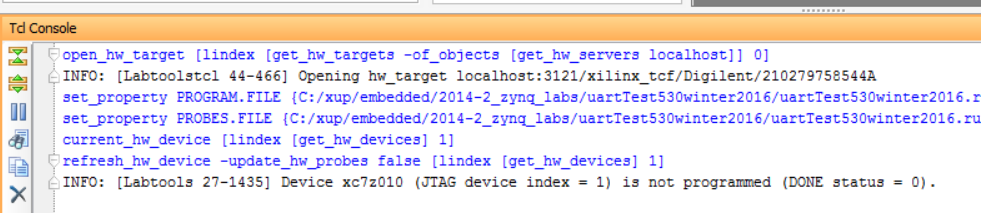 Tcl Console
open_hw_target [lindex [get_hw_targets -of_objects [get_hw_servers localhost]] 0]
INFO: [Labtoolstcl 44-466] Opening hw_target localhost:3121/xilinx_tcf/Digilent/210279758544A
set_property PROGRAM.FILE {C:/xup/embedded/2014-2_zynq_labs/uartTest530winter2016/uartTest530winter2016.r
set_property PROBES.FILE {C:/xup/embedded/2014-2_zynq_labs/uartTest530winter2016/uartTest530winter2016.ru
current_hw_device [lindex [get_hw_devices] 1]
refresh_hw_device -update_hw_probes false [lindex [get_hw_devices] 1]
INFO: [Labtools 27-1435] Device xc7z010 (JTAG device index = 1) is not programmed (DONE status = 0).